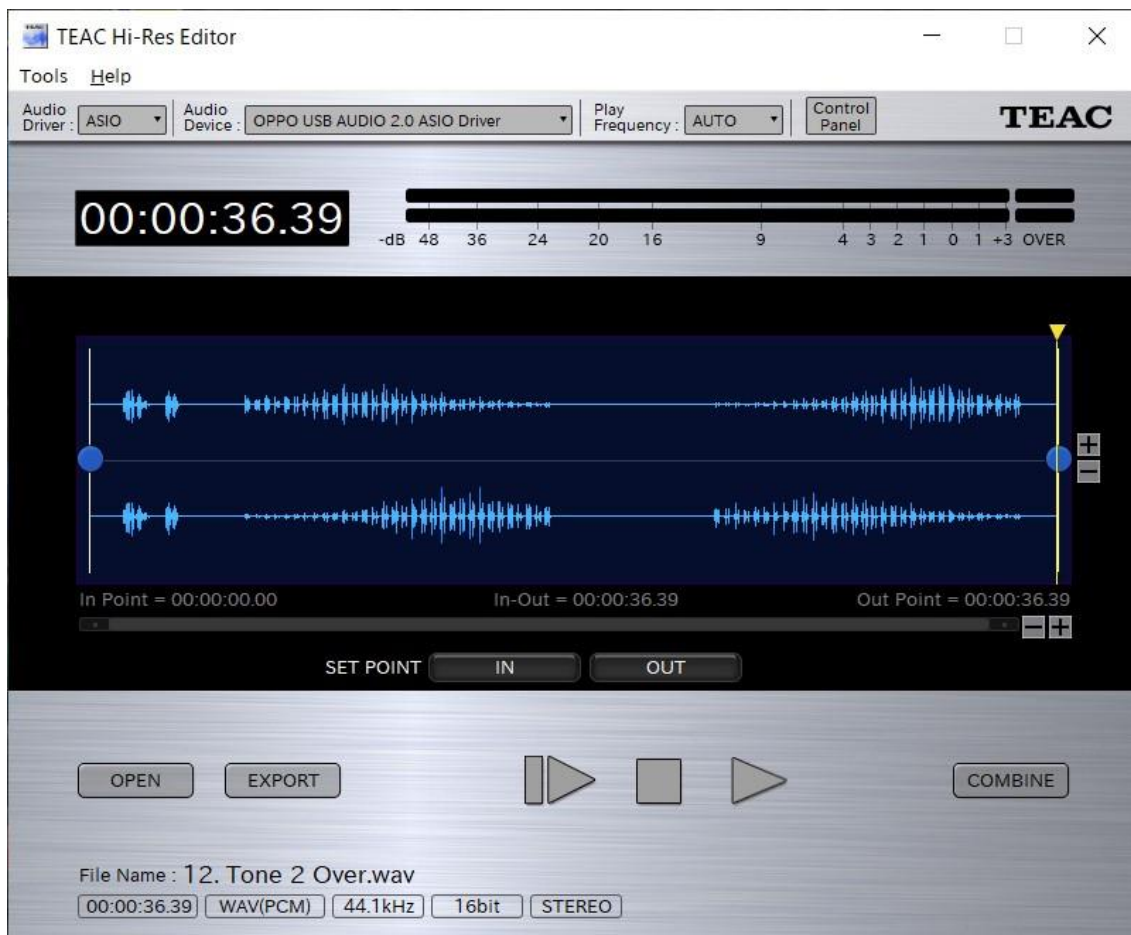 TEAC Hi-Res Editor
Tools Help
Audio Driver : ASIO Audio Device : OPPO USB AUDIO 2.0 ASIO Driver Play Frequency : AUTO Control Panel TEAC
00:00:36.39
-dB 48 36 24 20 16 9 4 3 2 1 0 1 +3 OVER
In Point = 00:00:00.00 In-Out = 00:00:36.39 Out Point = 00:00:36.39
SET POINT IN OUT
OPEN EXPORT COMBINE
File Name : 12. Tone 2 Over.wav
00:00:36.39 WAV(PCM) 44.1kHz 16bit STEREO